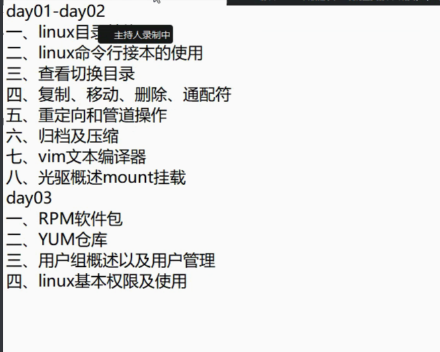 day01-day02
一、linux目录
主持人录制中
二、linux命令行接本的使用
三、查看切换目录
四、复制、移动、删除、通配符
五、重定向和管道操作
六、归档及压缩
七、vim文本编译器
八、光驱概述mount挂载
day03
一、RPM软件包
二、YUM仓库
三、用户组概述以及用户管理
四、linux基本权限及使用